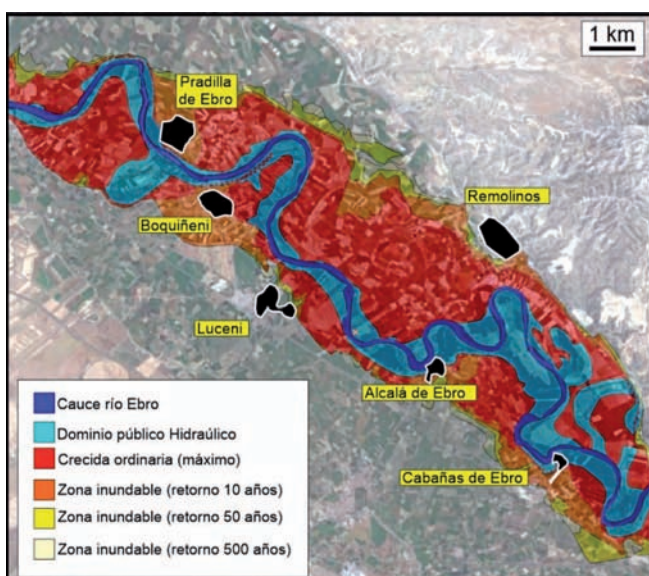 1 km
Pradilla
de Ebro
Remolinos
Boquiñeni
Luceni
Alcalá de Ebro
Cabañas de Ebro
Cauce río Ebro
Dominio público Hidraúlico
Crecida ordinaria (máximo)
Zona inundable (retorno 10 años)
Zona inundable (retorno 50 años)
Zona inundable (retorno 500 años)